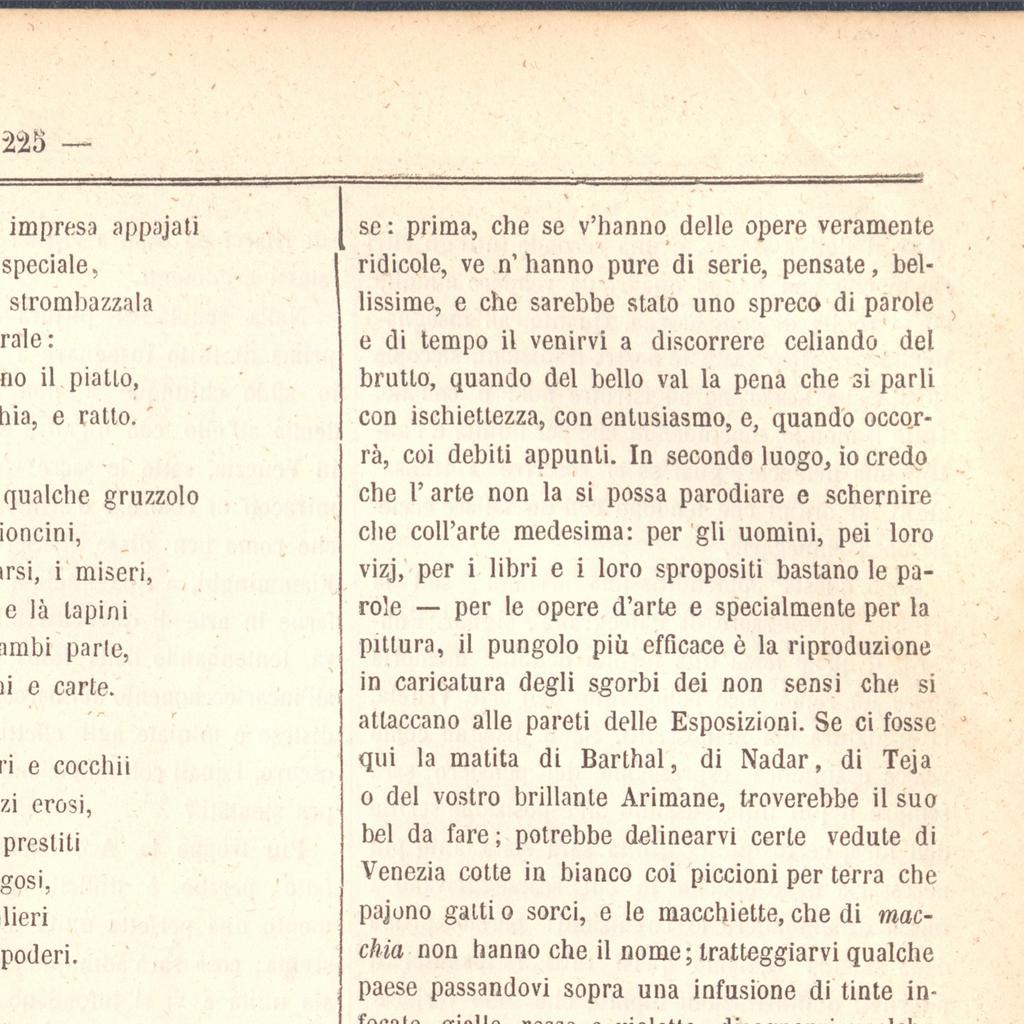 225 —
impresa appajati
speciale,
strombazzala
rale:
no il piatto,
hia, e ratto.
qualche gruzzolo
ioncini,
arsi, i miseri,
e là tapini
ambi parte,
ni e carte.
ri e cocchii
zi erosi,
prestiti
gosi,
lieri
poderi.
se: prima, che se v'hanno delle opere veramente
ridicole, ve n'hanno pure di serie, pensate, bel-
lissime, e che sarebbe stato uno spreco di parole
e di tempo il venirvi a discorrere celiando del
brutto, quando del bello val la pena che si parli
con ischiettezza, con entusiasmo, e, quando occor-
rà, coi debiti appunti. In secondo luogo, io credo
che l'arte non la si possa parodiare e schernire
che coll'arte medesima: per gli uomini, pei loro
vizj, per i libri e i loro spropositi bastano le pa-
role — per le opere d'arte e specialmente per la
pittura, il pungolo più efficace è la riproduzione
in caricatura degli sgorbi dei non sensi che si
attaccano alle pareti delle Esposizioni. Se ci fosse
qui la matita di Barthal, di Nadar, di Teja
o del vostro brillante Arimane, troverebbe il suo
bel da fare; potrebbe delinearvi certe vedute di
Venezia cotte in bianco coi piccioni per terra che
pajono gatti o sorci, e le macchiette, che di mac-
chia non hanno che il nome; tratteggiarvi qualche
paese passandovi sopra una infusione di tinte in-